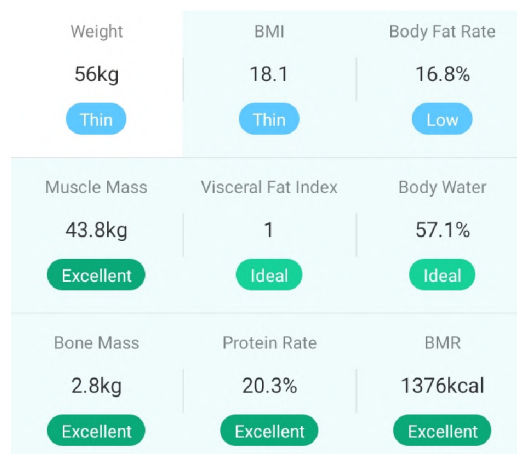 Weight BMI Body Fat Rate
56kg 18.1 16.8%
Thin Thin Low
Muscle Mass Visceral Fat Index Body Water
43.8kg 1 57.1%
Excellent Ideal Ideal
Bone Mass Protein Rate BMR
2.8kg 20.3% 1376kcal
Excellent Excellent Excellent